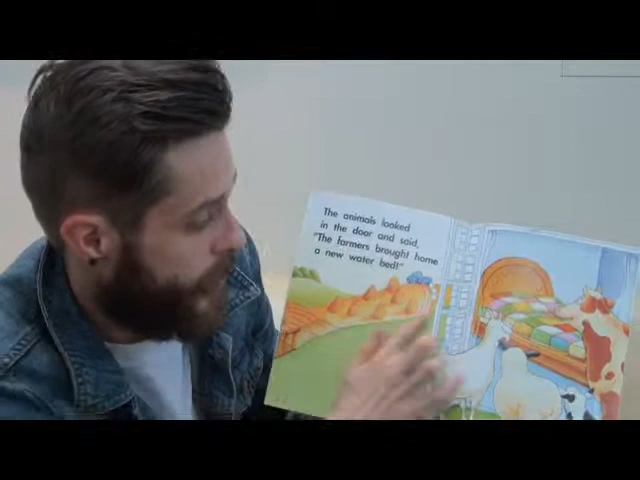 The animals looked
in the door and said,
"The farmers brought home
a new water bed!"